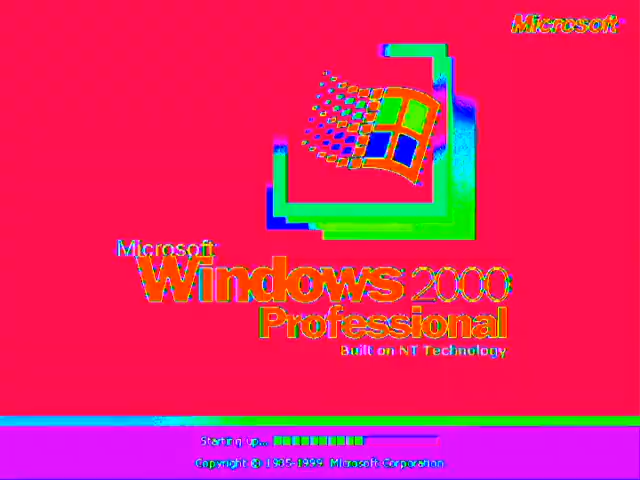 Microsoft
Microsoft
Windows 2000
Professional
Built on NT Technology
Starting up...
Copyright © 1985-1999 Microsoft Corporation